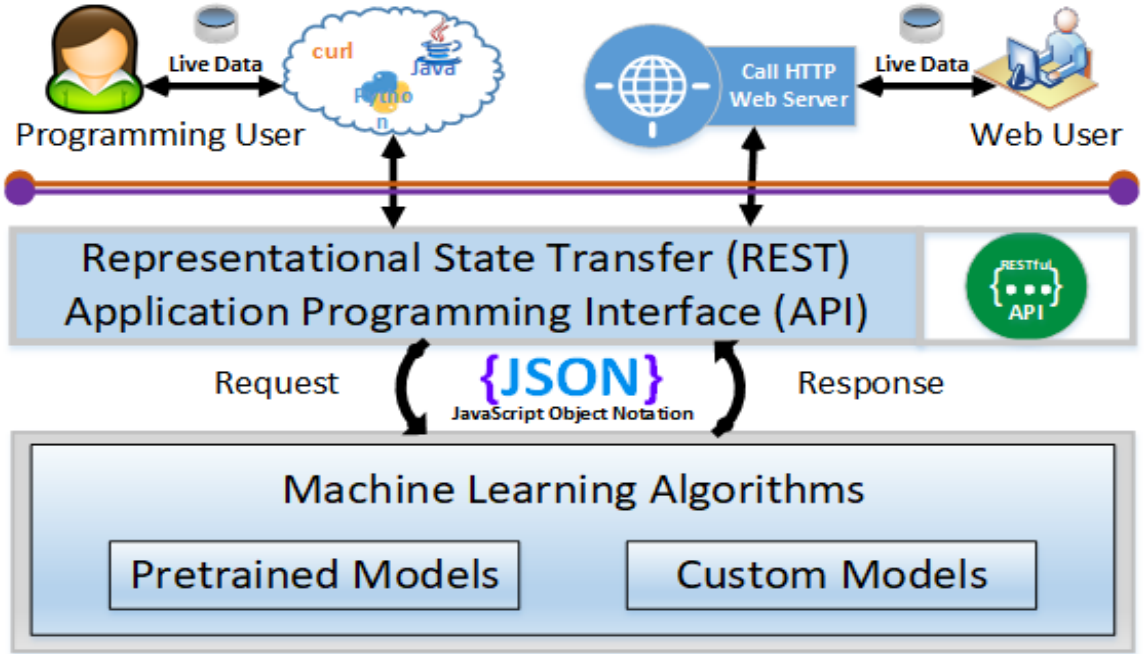 curl
Java
Pytho
n
Live Data
Programming User
Call HTTP
Web Server
Live Data
Web User
Representational State Transfer (REST)
Application Programming Interface (API)
RESTful
{•••}
API
Request
{JSON}
JavaScript Object Notation
Response
Machine Learning Algorithms
Pretrained Models
Custom Models